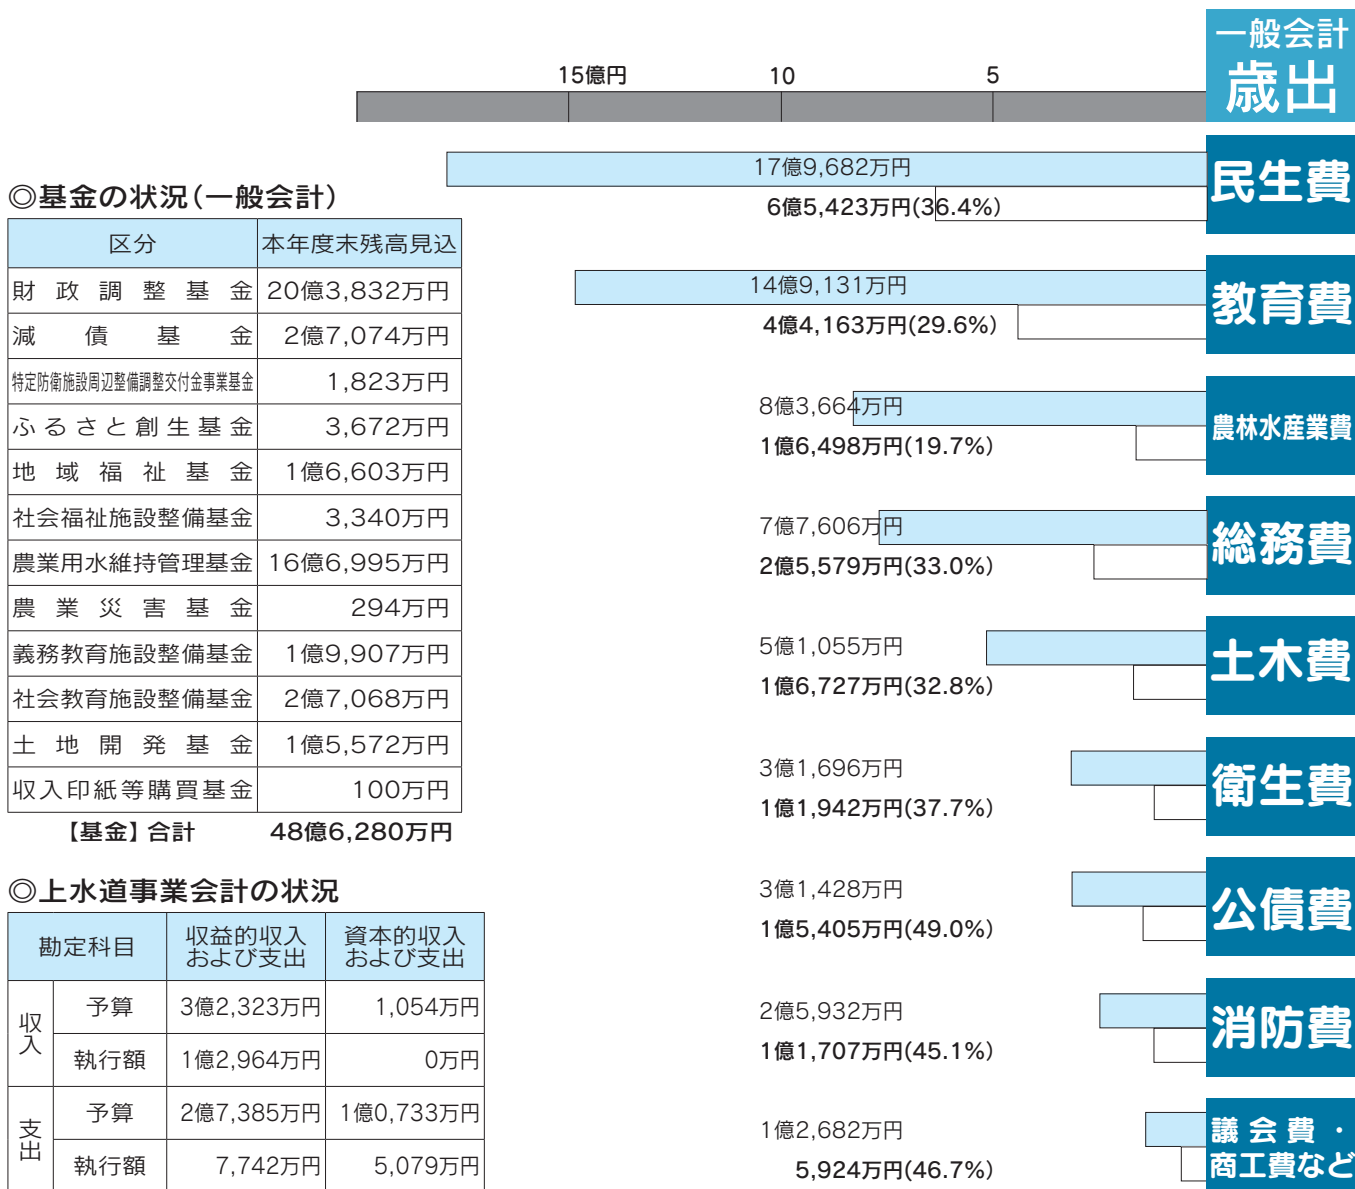 一般会計
歳出
15億円 10 5
民生費
17億9,682万円
6億5,423万円(36.4%)
教育費
14億9,131万円
4億4,163万円(29.6%)
農林水産業費
8億3,664万円
1億6,498万円(19.7%)
総務費
7億7,606万円
2億5,579万円(33.0%)
土木費
5億1,055万円
1億6,727万円(32.8%)
衛生費
3億1,696万円
1億1,942万円(37.7%)
公債費
3億1,428万円
1億5,405万円(49.0%)
消防費
2億5,932万円
1億1,707万円(45.1%)
議会費・
商工費など
1億2,682万円
5,924万円(46.7%)
◎基金の状況(一般会計)
区分 本年度末残高見込
財政調整基金 20億3,832万円
減債基金 2億7,074万円
特定防衛施設周辺整備調整交付金事業基金 1,823万円
ふるさと創生基金 3,672万円
地域福祉基金 1億6,603万円
社会福祉施設整備基金 3,340万円
農業用水維持管理基金 16億6,995万円
農業災害基金 294万円
義務教育施設整備基金 1億9,907万円
社会教育施設整備基金 2億7,068万円
土地開発基金 1億5,572万円
収入印紙等購買基金 100万円
【基金】合計 48億6,280万円
◎上水道事業会計の状況
勘定科目 収益的収入および支出 資本的収入および支出
収入 予算 3億2,323万円 1,054万円
執行額 1億2,964万円 0万円
支出 予算 2億7,385万円 1億0,733万円
執行額 7,742万円 5,079万円